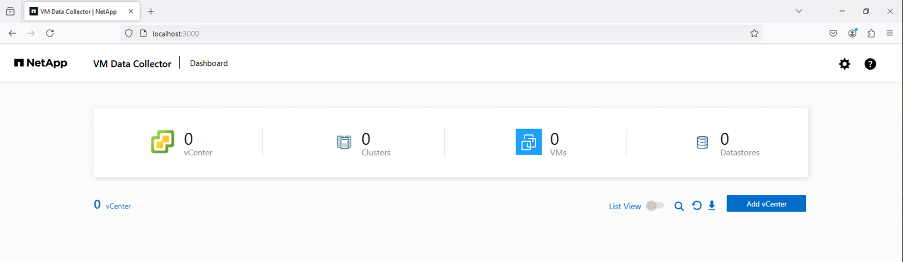 VM Data Collector | NetApp
localhost:3000
NetApp VM Data Collector Dashboard
0 0 0 0
vCenter Clusters VMs Datastores
0 vCenter List View Add vCenter